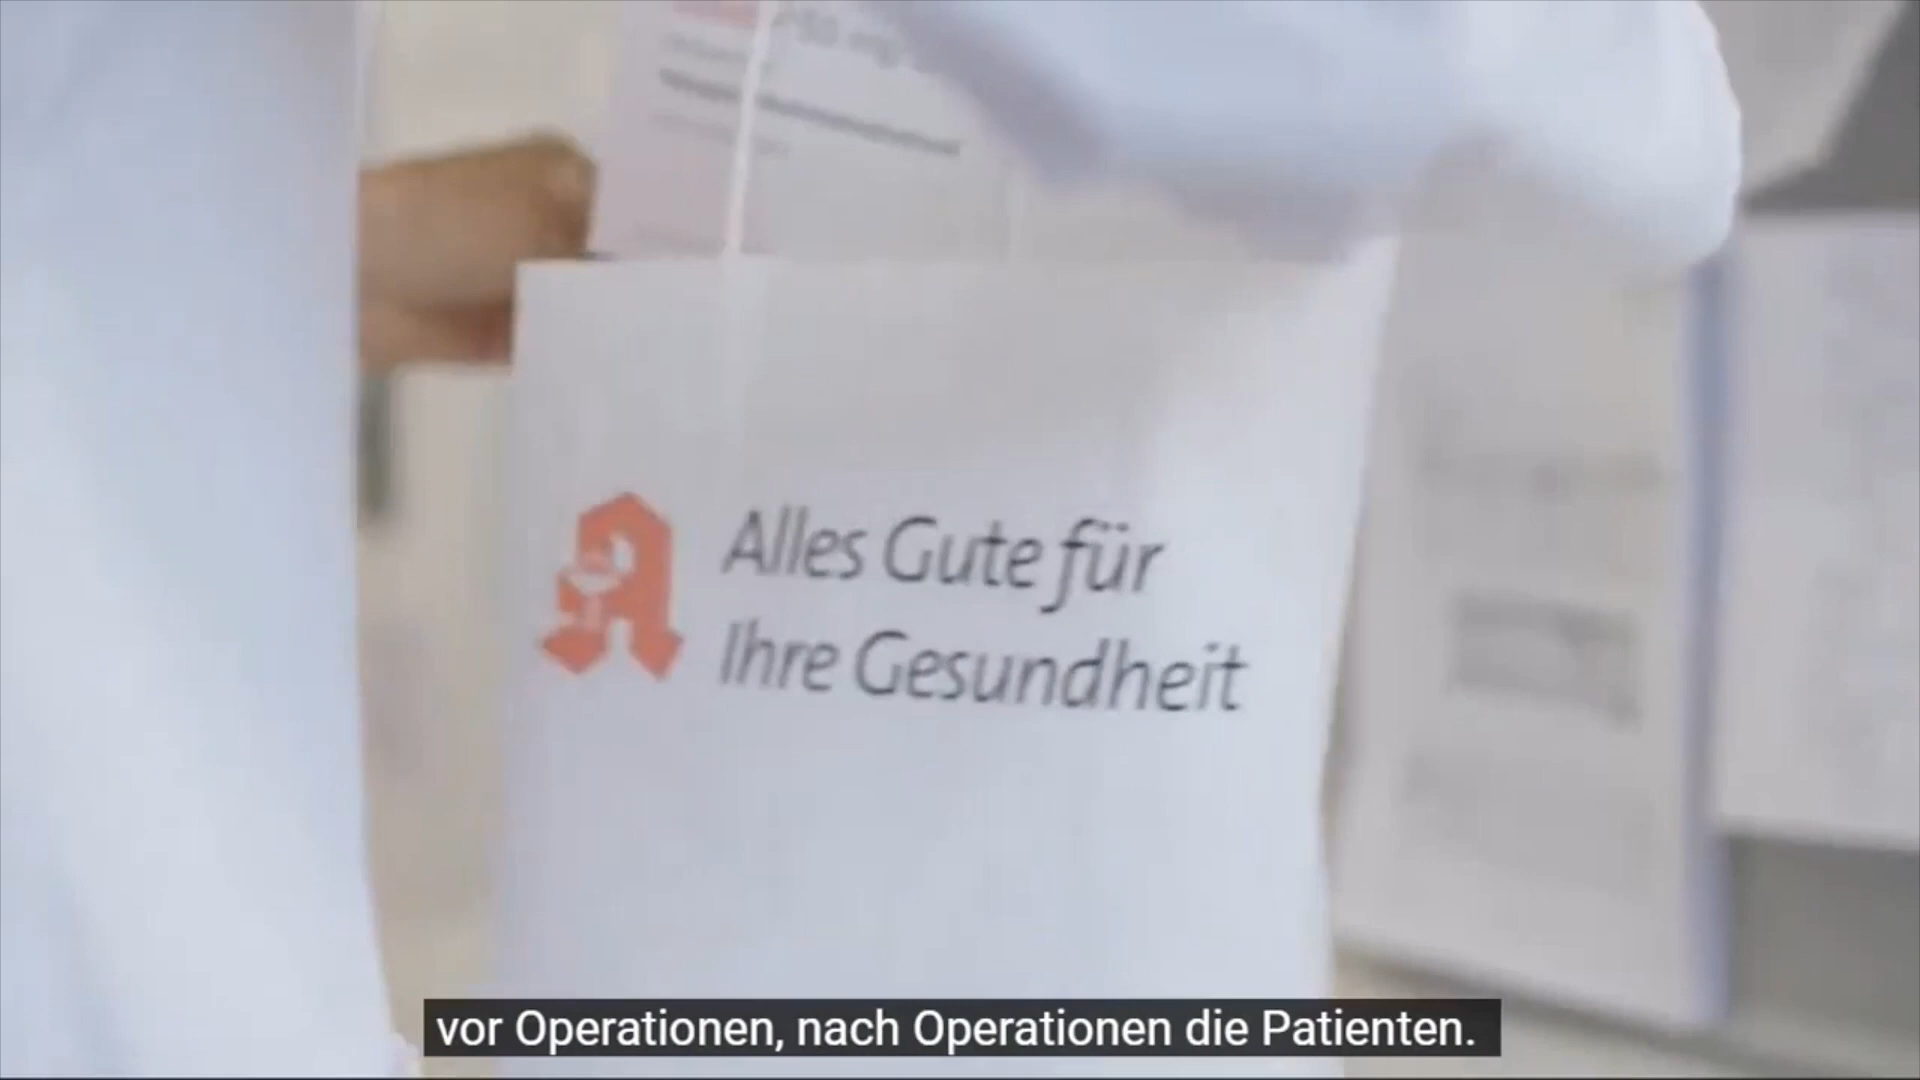 Alles Gute für
Ihre Gesundheit
vor Operationen, nach Operationen die Patienten.